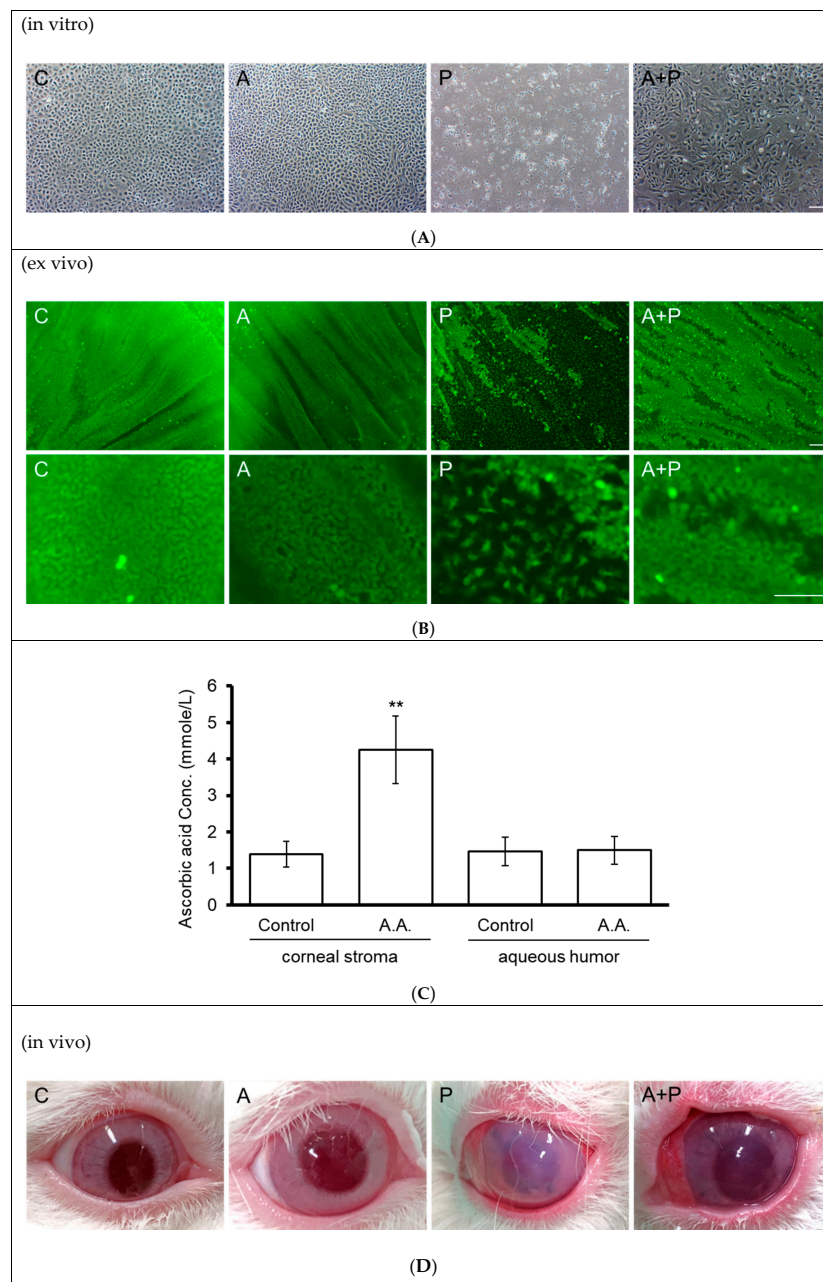 (in vitro)
C A P A+P
(A)
(ex vivo)
C A P A+P
C A P A+P
(B)
6
5
4
3
2
1
0
Ascorbic acid Conc. (mmole/L)
**
Control A.A. Control A.A.
corneal stroma aqueous humor
(C)
(in vivo)
C A P A+P
(D)